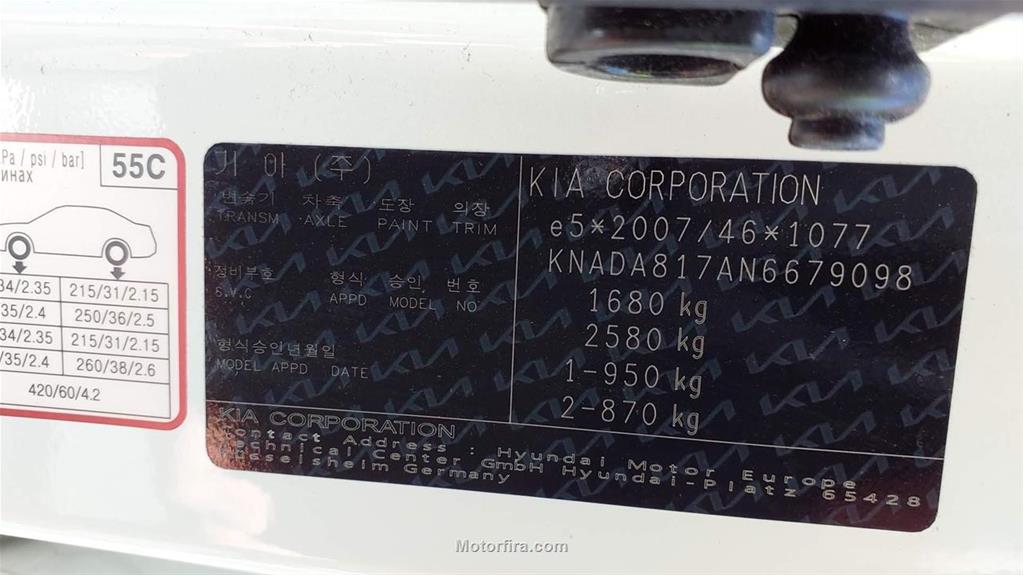 Pa / psi / bar]
55C
инах
34/2.35 215/31/2.15
35/2.4 250/36/2.5
34/2.35 215/31/2.15
/35/2.4 260/38/2.6
420/60/4.2
기 아 (주)
변속기 차축 도장 의장
TRANSM AXLE PAINT TRIM
정비부호 형식 승인 번호
S.V.C APPD MODEL NO
형식승인년월일
MODEL APPD DATE
KIA CORPORATION
e5*2007/46*1077
KNADA817AN6679098
1680 kg
2580 kg
1-950 kg
2-870 kg
KIA CORPORATION
Contact Address : Hyundai Motor Europe
Technical Center GmbH Hyundai-Platz 65428
Russelsheim Germany
Motorfira.com